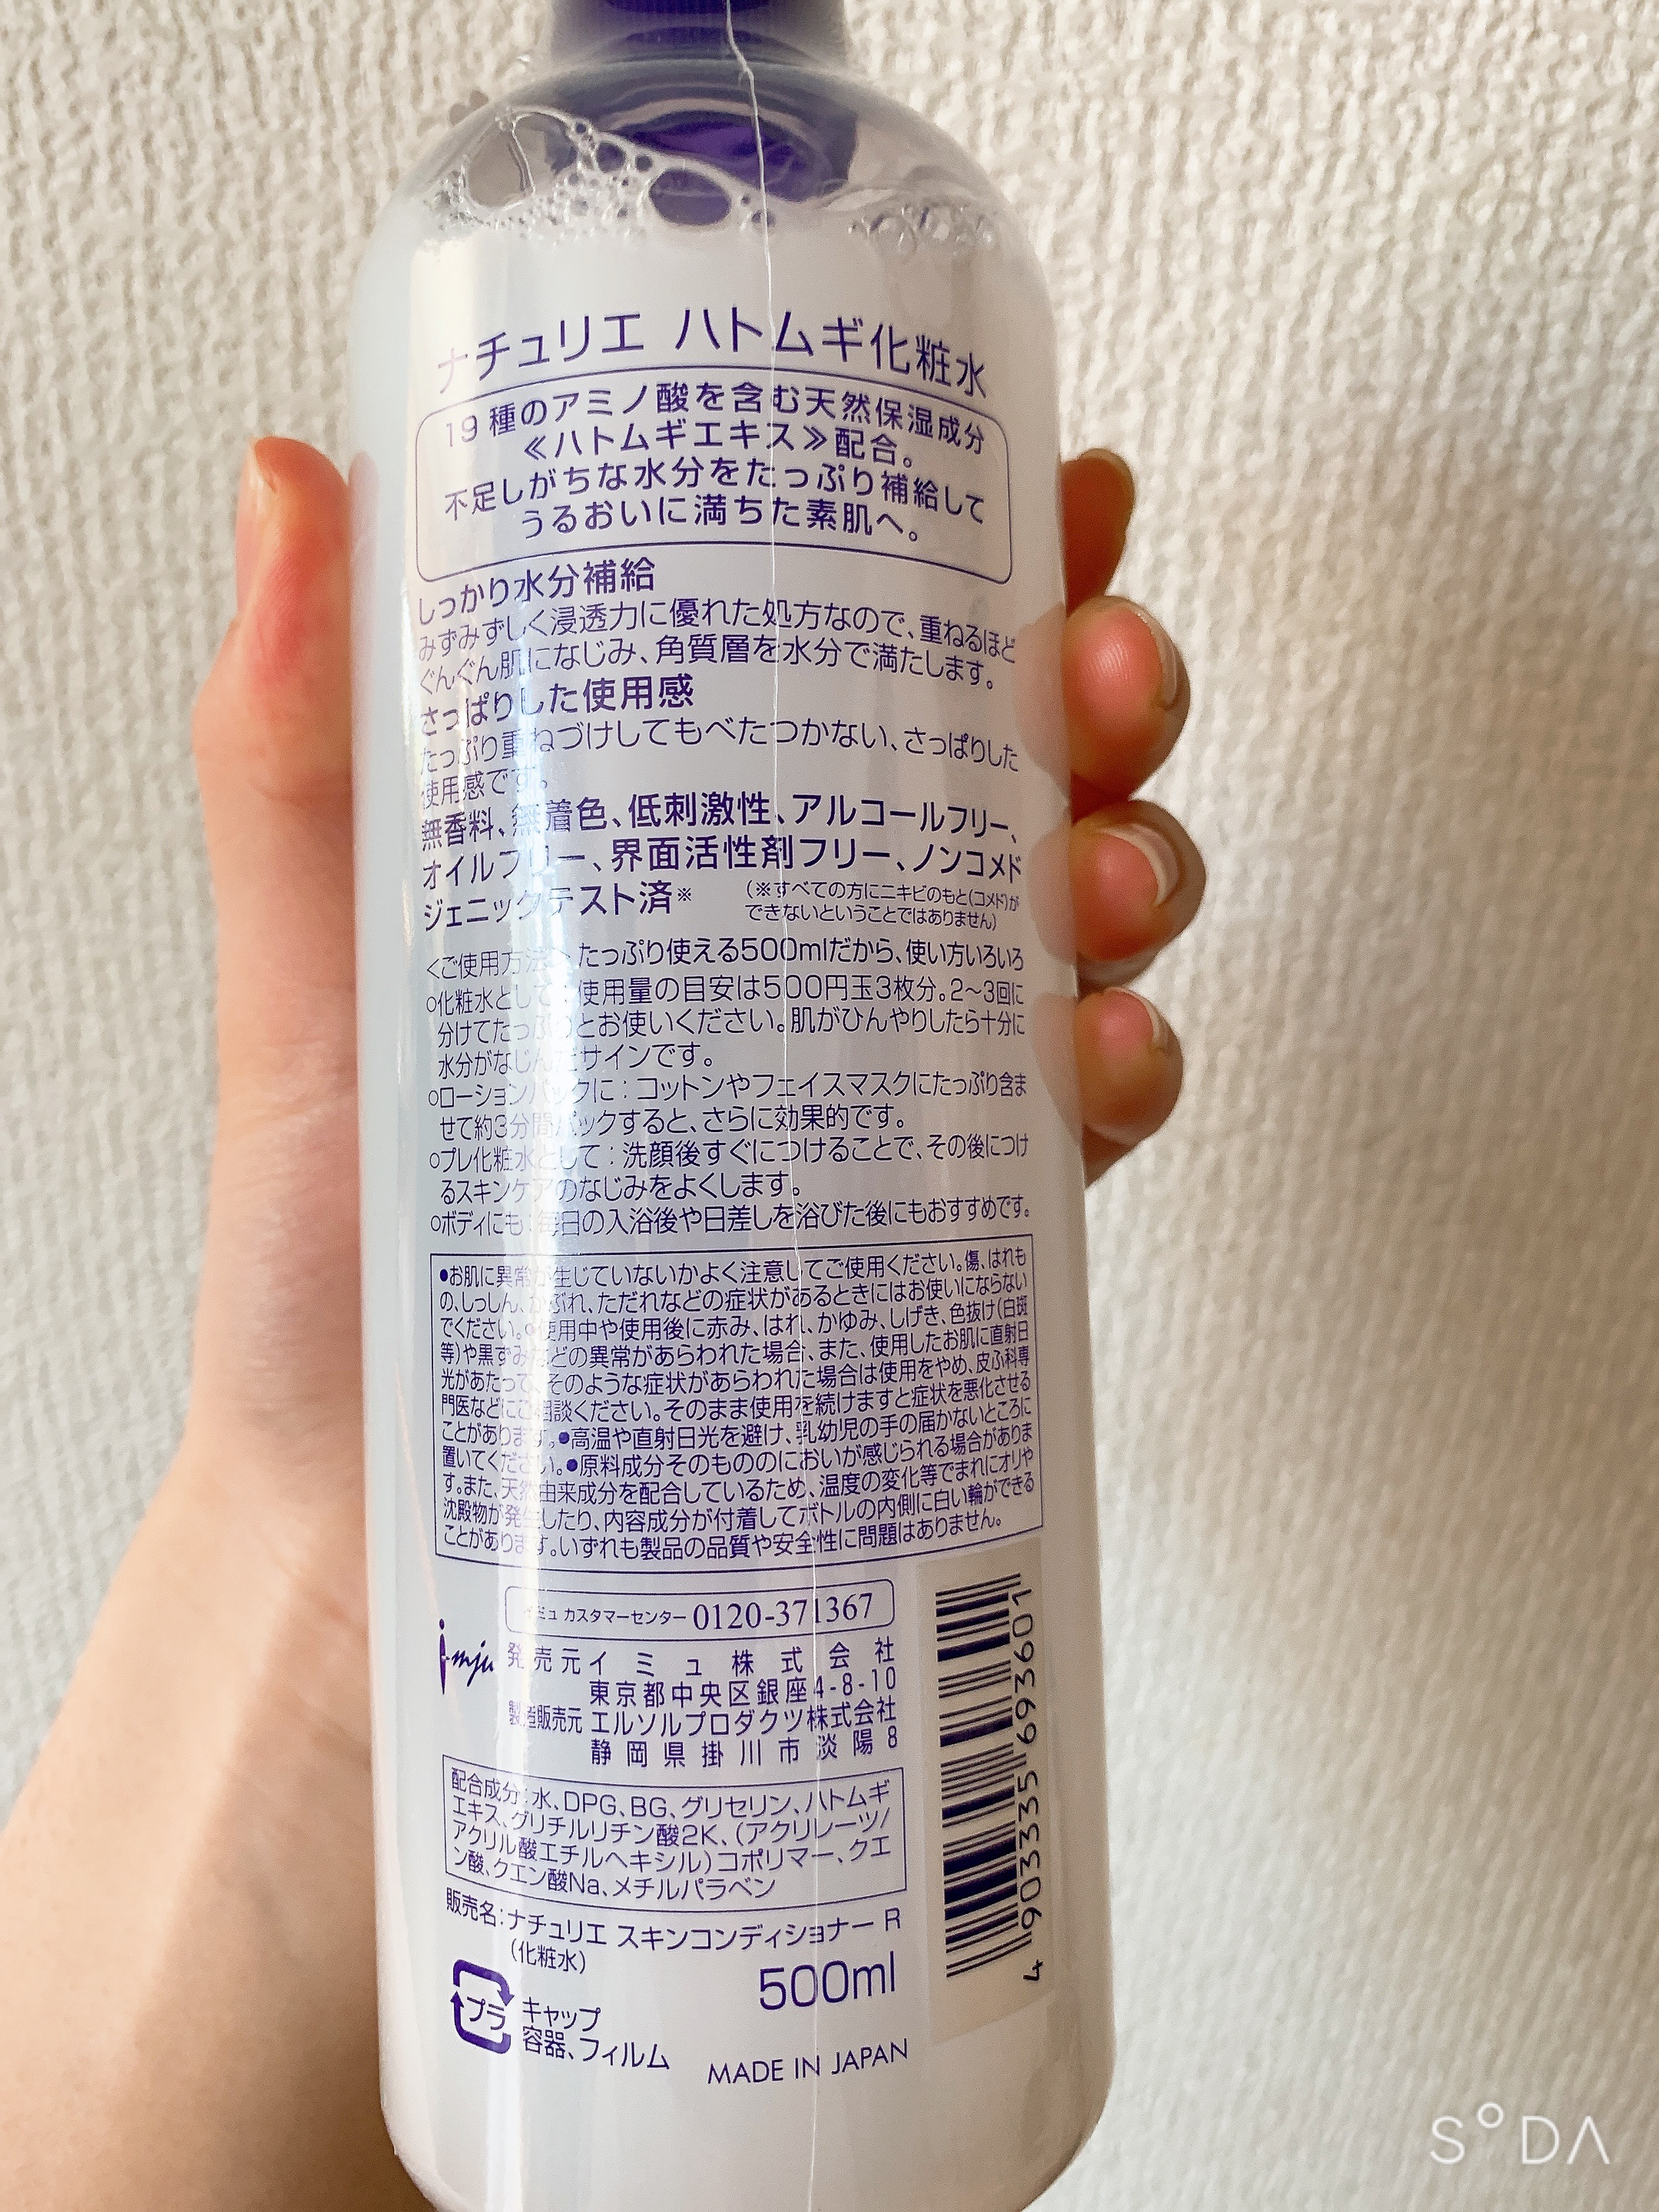 ナチュリエ ハトムギ化粧水
19種のアミノ酸を含む天然保湿成分
≪ハトムギエキス≫配合。
不足しがちな水分をたっぷり補給して
うるおいに満ちた素肌へ。
しっかり水分補給
みずみずしく浸透力に優れた処方なので、重ねるほど
ぐんぐん肌になじみ、角質層を水分で満たします。
さっぱりした使用感
たっぷり重ねづけしてもべたつかない、さっぱりした
使用感です。
無香料、無着色、低刺激性、アルコールフリー、
オイルフリー、界面活性剤フリー、ノンコメド
ジェニックテスト済※
(※すべての方にニキビのもと(コメド)が
できないということではありません)
<ご使用方法> たっぷり使える500mlだから、使い方いろいろ
○化粧水として:使用量の目安は500円玉3枚分。2〜3回に
分けてたっぷりとお使いください。肌がひんやりしたら十分に
水分がなじんだサインです。
○ローションパックに:コットンやフェイスマスクにたっぷり含ま
せて約3分間パックすると、さらに効果的です。
○プレ化粧水として:洗顔後すぐにつけることで、その後につけ
るスキンケアのなじみをよくします。
○ボディにも:毎日の入浴後や日差しを浴びた後にもおすすめです。
●お肌に異常が生じていないかよく注意してご使用ください。傷、はれも
の、しっしん、かぶれ、ただれなどの症状があるときにはお使いにならない
でください。●使用中や使用後に赤み、はれ、かゆみ、しげき、色抜け(白斑
等)や黒ずみなどの異常があらわれた場合、また、使用したお肌に直射日
光があたって、そのような症状があらわれた場合は使用をやめ、皮ふ科専
門医などにご相談ください。そのまま使用を続けますと症状を悪化させる
ことがあります。●高温や直射日光を避け、乳幼児の手の届かないところに
置いてください。●原料成分そのもののにおいが感じられる場合がありま
す。また、天然由来成分を配合しているため、温度の変化等でまれにオリや
沈殿物が発生したり、内容成分が付着してボトルの内側に白い輪ができる
ことがあります。いずれも製品の品質や安全性に問題はありません。
イミュ カスタマーセンター 0120-371367
imju
発売元 イミュ株式会社
東京都中央区銀座4-8-10
製造販売元 エルソルプロダクツ株式会社
静岡県掛川市淡陽8
配合成分:水、DPG、BG、グリセリン、ハトムギ
エキス、グリチルリチン酸2K、(アクリレーツ/
アクリル酸エチルヘキシル)コポリマー、クエ
ン酸、クエン酸Na、メチルパラベン
販売名:ナチュリエ スキンコンディショナー R
(化粧水)
500ml
プラ
キャップ
容器、フィルム
MADE IN JAPAN
4 903335 693601
SODA